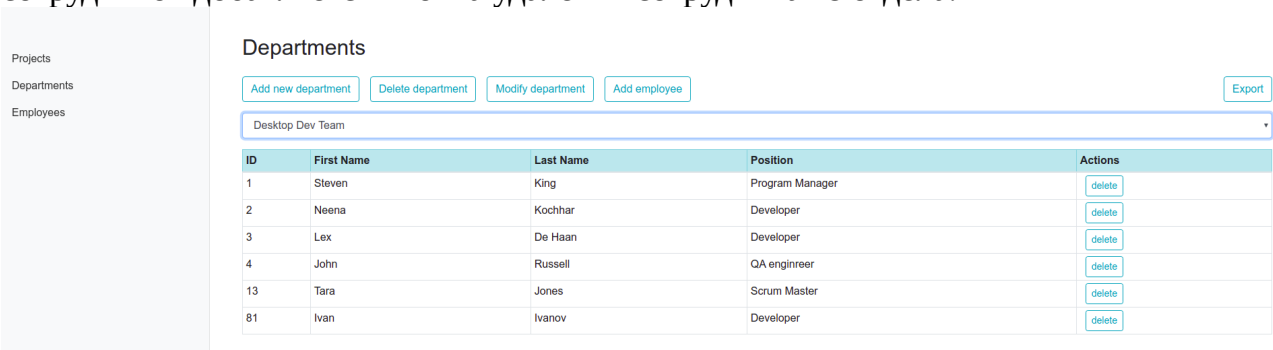 Projects
Departments
Employees
Departments
Add new department Delete department Modify department Add employee Export
Desktop Dev Team
ID First Name Last Name Position Actions
1 Steven King Program Manager delete
2 Neena Kochhar Developer delete
3 Lex De Haan Developer delete
4 John Russell QA enginreer delete
13 Tara Jones Scrum Master delete
81 Ivan Ivanov Developer delete